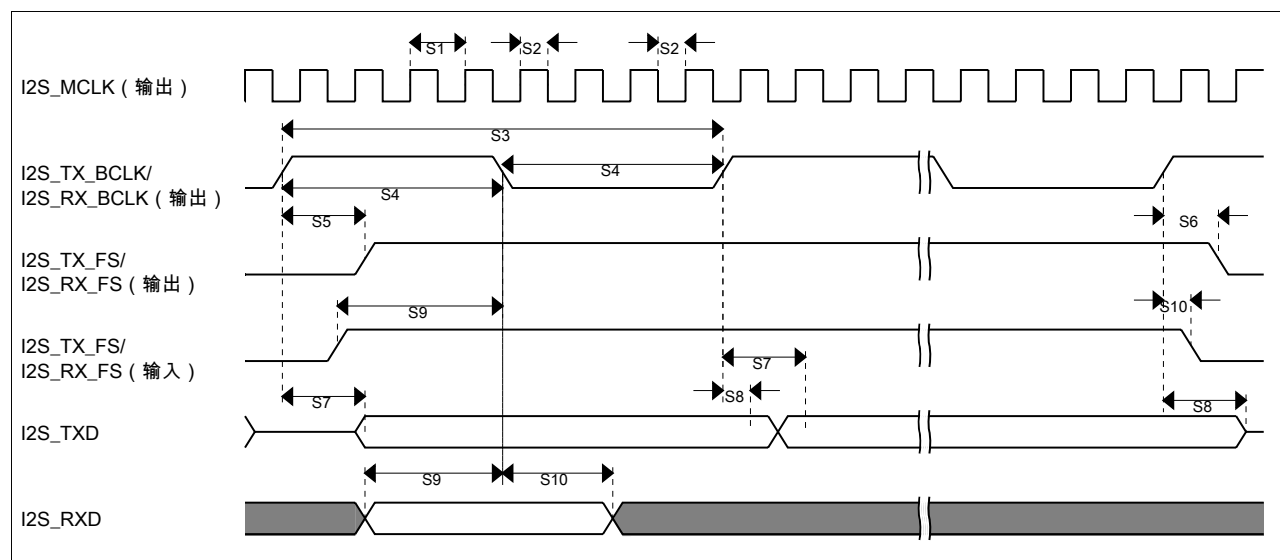 S1 S2 S2
I2S_MCLK（输出）
S3
I2S_TX_BCLK/
I2S_RX_BCLK（输出）
S4
S4
S5
S6
I2S_TX_FS/
I2S_RX_FS（输出）
S9
S10
I2S_TX_FS/
I2S_RX_FS（输入）
S7
S7
S8
S8
I2S_TXD
S9 S10
I2S_RXD